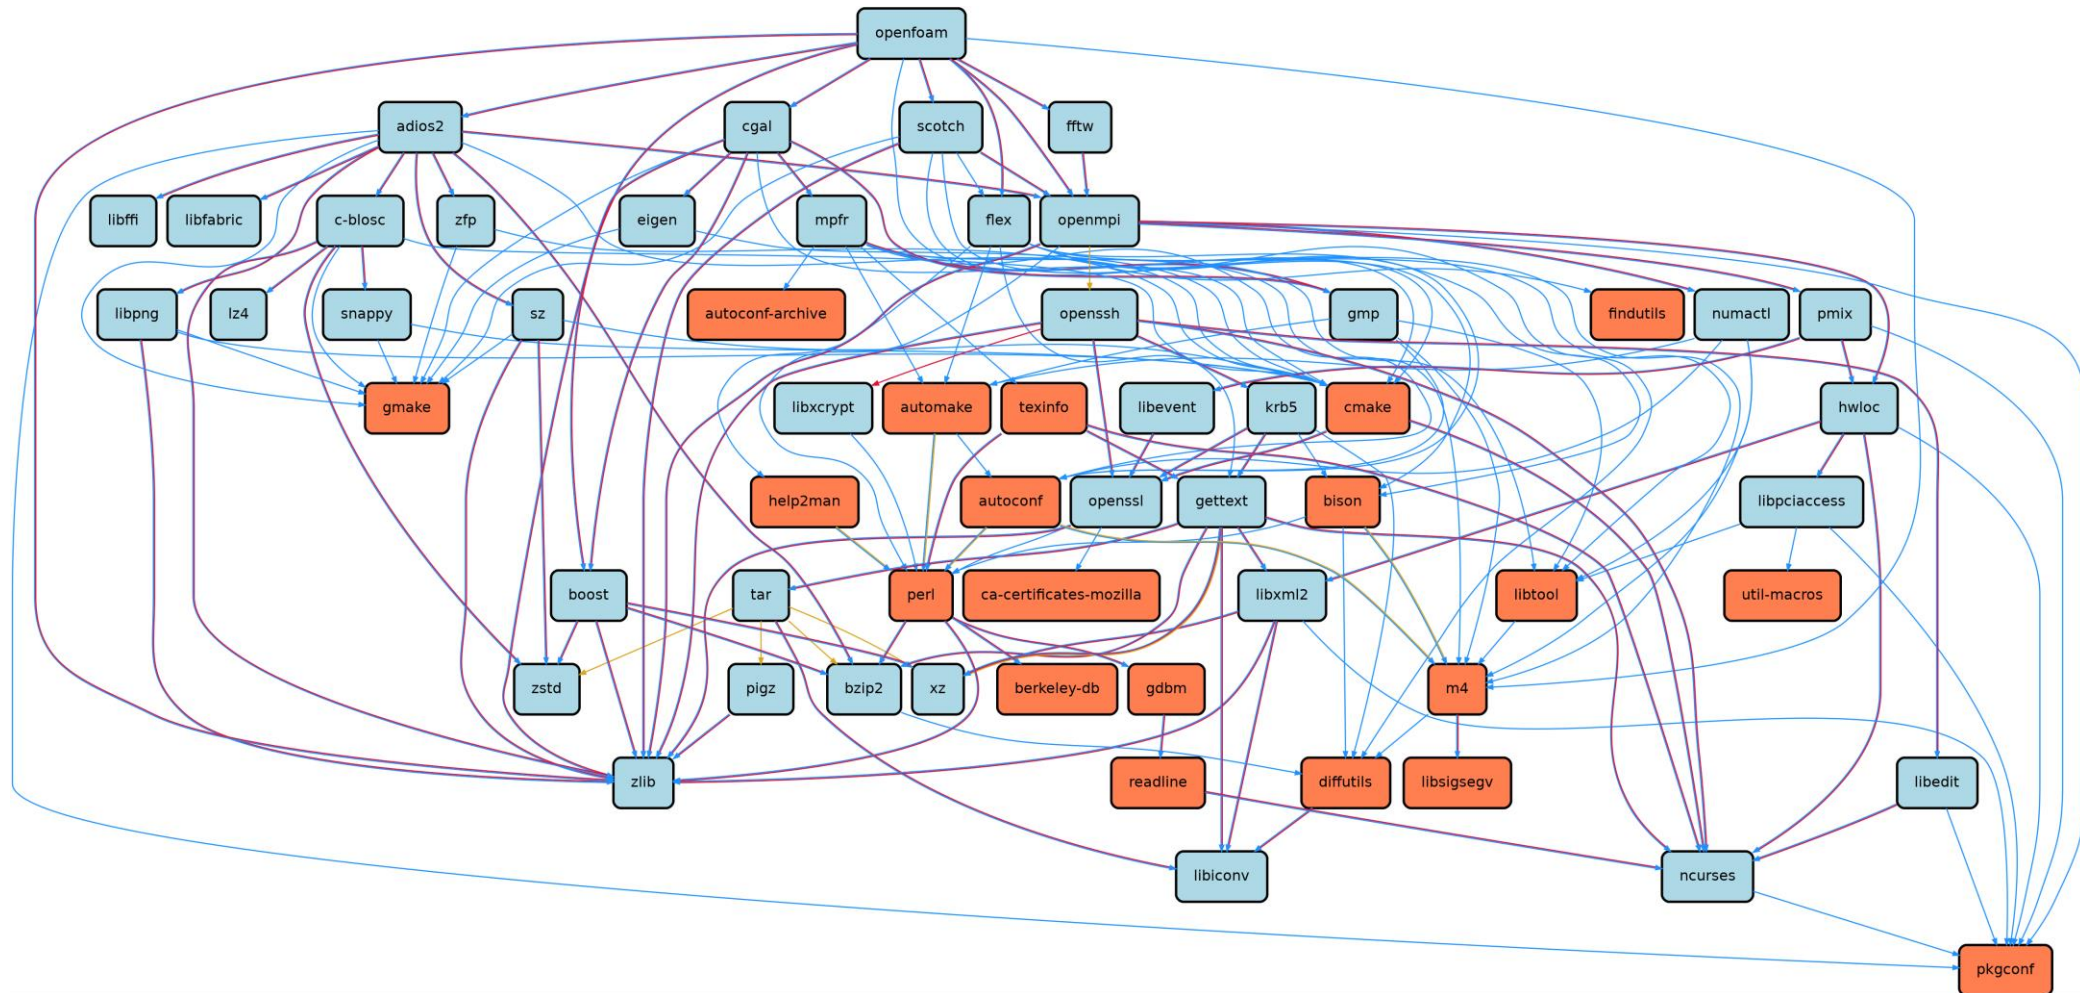 openfoam
adios2
cgal
scotch
fftw
libffi
libfabric
c-blosc
zfp
eigen
mpfr
flex
openmpi
libpng
lz4
snappy
sz
autoconf-archive
openssh
gmp
findutils
numactl
pmix
gmake
libxcrypt
automake
texinfo
libevent
krb5
cmake
hwloc
help2man
autoconf
openssl
gettext
bison
libpciaccess
boost
tar
perl
ca-certificates-mozilla
libxml2
libtool
util-macros
zstd
pigz
bzip2
xz
berkeley-db
gdbm
m4
zlib
readline
diffutils
libsigsegv
libedit
libiconv
ncurses
pkgconf